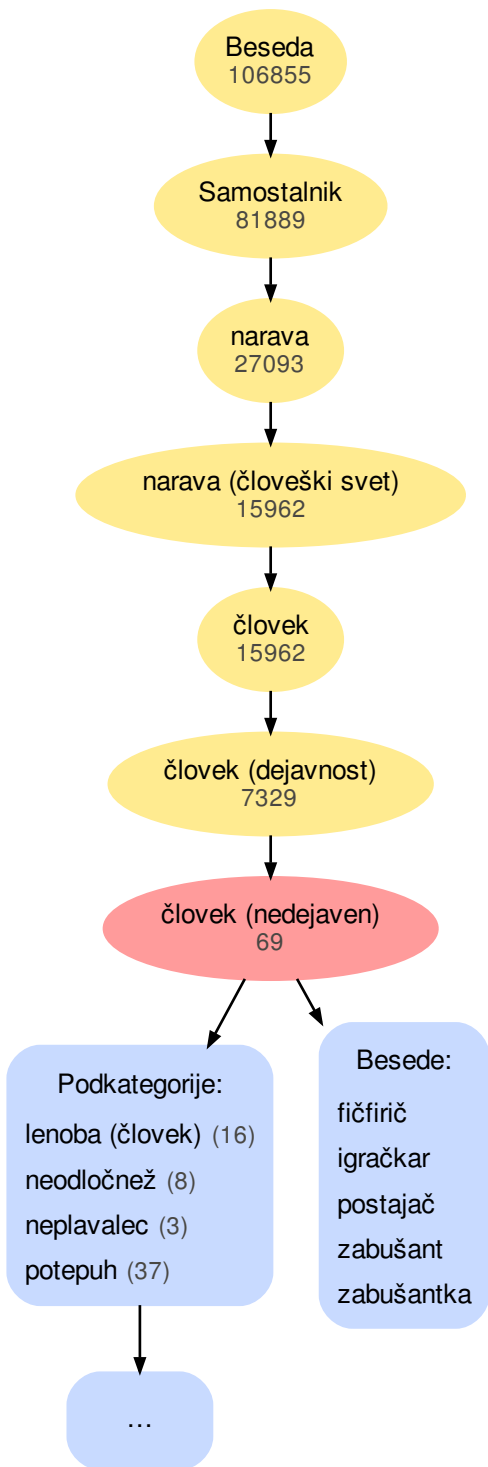 Beseda
106855
Samostalnik
81889
narava
27093
narava (človeški svet)
15962
človek
15962
človek (dejavnost)
7329
človek (nedejaven)
69
Podkategorije:
lenoba (človek) (16)
neodločnež (8)
neplavalec (3)
potepuh (37)
Besede:
fičfirič
igračkar
postajač
zabušant
zabušantka
…